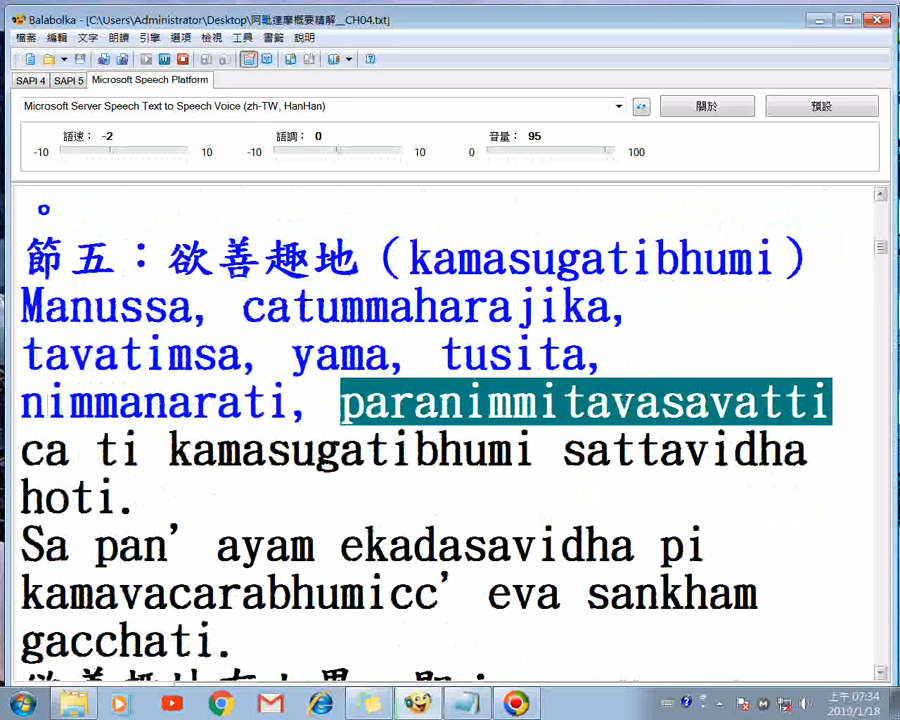 Balabolka - [C:\Users\Administrator\Desktop\阿毗達摩概要精解__CH04.txt]
檔案 編輯 文字 朗讀 引擎 選項 檢視 工具 書籤 說明
SAPI 4 SAPI 5 Microsoft Speech Platform
Microsoft Server Speech Text to Speech Voice (zh-TW, HanHan) 關於 預設
語速： -2 語調： 0 音量： 95
-10 10 -10 10 0 100
。
節五：欲善趣地（kamasugatibhumi）
Manussa, catummaharajika,
tavatimsa, yama, tusita,
nimmanarati, paranimmitavasavatti
ca ti kamasugatibhumi sattavidha
hoti.
Sa pan’ ayam ekadasavidha pi
kamavacarabhumicc’ eva sankham
gacchati.
上午 07:34
2019/1/18